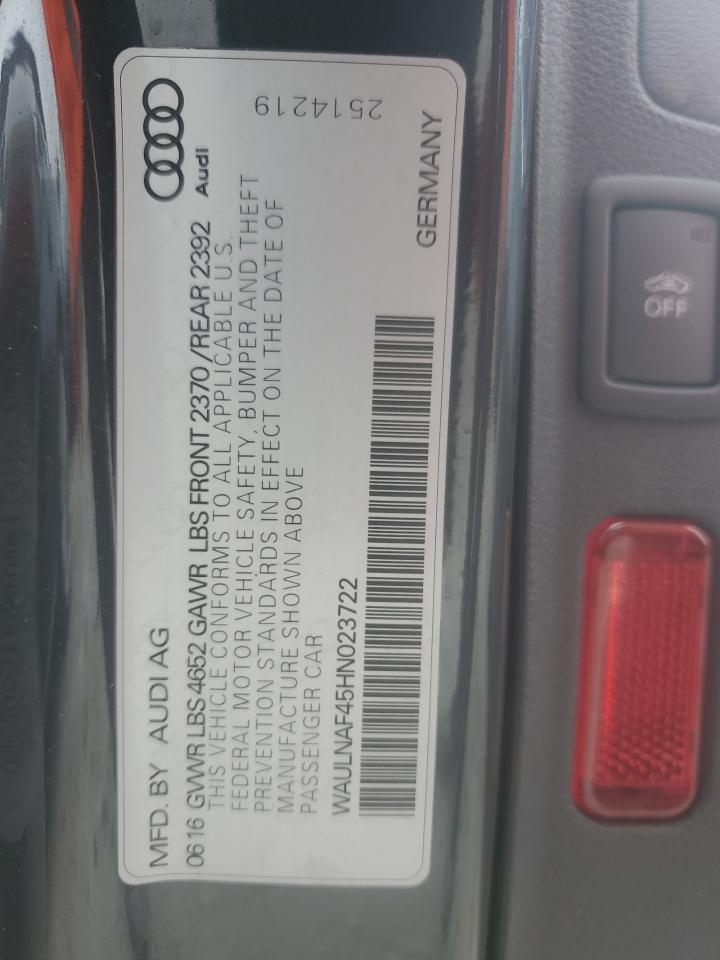 MFD. BY AUDI AG
Audi
0616 GVWR LBS 4652 GAWR LBS FRONT 2370 /REAR 2392
THIS VEHICLE CONFORMS TO ALL APPLICABLE U.S.
FEDERAL MOTOR VEHICLE SAFETY, BUMPER AND THEFT
PREVENTION STANDARDS IN EFFECT ON THE DATE OF
MANUFACTURE SHOWN ABOVE
PASSENGER CAR
WAULNAF45HN023722
2514219
GERMANY
OFF